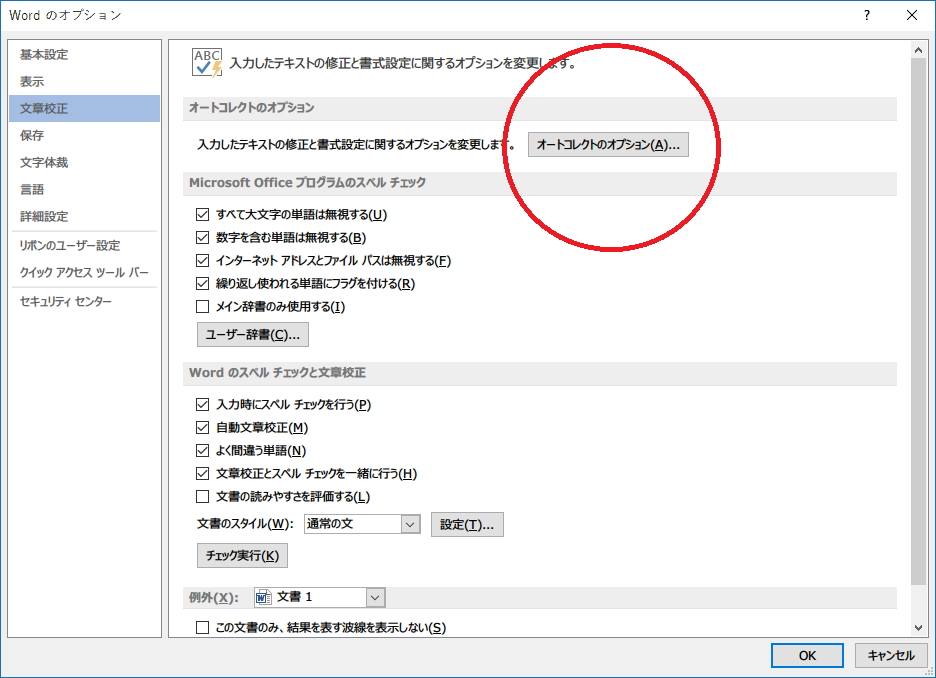 Word のオプション
?
基本設定
表示
文章校正
保存
文字体裁
言語
詳細設定
リボンのユーザー設定
クイック アクセス ツール バー
セキュリティ センター
ABC
入力したテキストの修正と書式設定に関するオプションを変更します。
オートコレクトのオプション
入力したテキストの修正と書式設定に関するオプションを変更します。 オートコレクトのオプション(A)...
Microsoft Office プログラムのスペル チェック
すべて大文字の単語は無視する(U)
数字を含む単語は無視する(B)
インターネット アドレスとファイル パスは無視する(F)
繰り返し使われる単語にフラグを付ける(R)
メイン辞書のみ使用する(I)
ユーザー辞書(C)...
Word のスペル チェックと文章校正
入力時にスペル チェックを行う(P)
自動文章校正(M)
よく間違う単語(N)
文章校正とスペル チェックを一緒に行う(H)
文書の読みやすさを評価する(L)
文書のスタイル(W): 通常の文 設定(T)...
チェック実行(K)
例外(X): 文書 1
この文書のみ、結果を表す波線を表示しない(S)
OK キャンセル